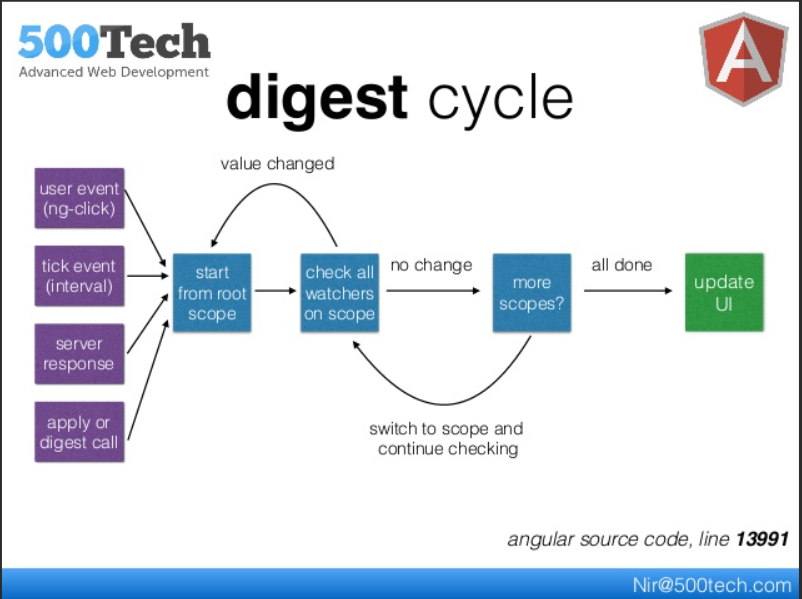 500Tech
Advanced Web Development
digest cycle
value changed
user event
(ng-click)
tick event
(interval)
server
response
apply or
digest call
start
from root
scope
check all
watchers
on scope
no change
more
scopes?
all done
update
UI
switch to scope and
continue checking
angular source code, line 13991
Nir@500tech.com
A